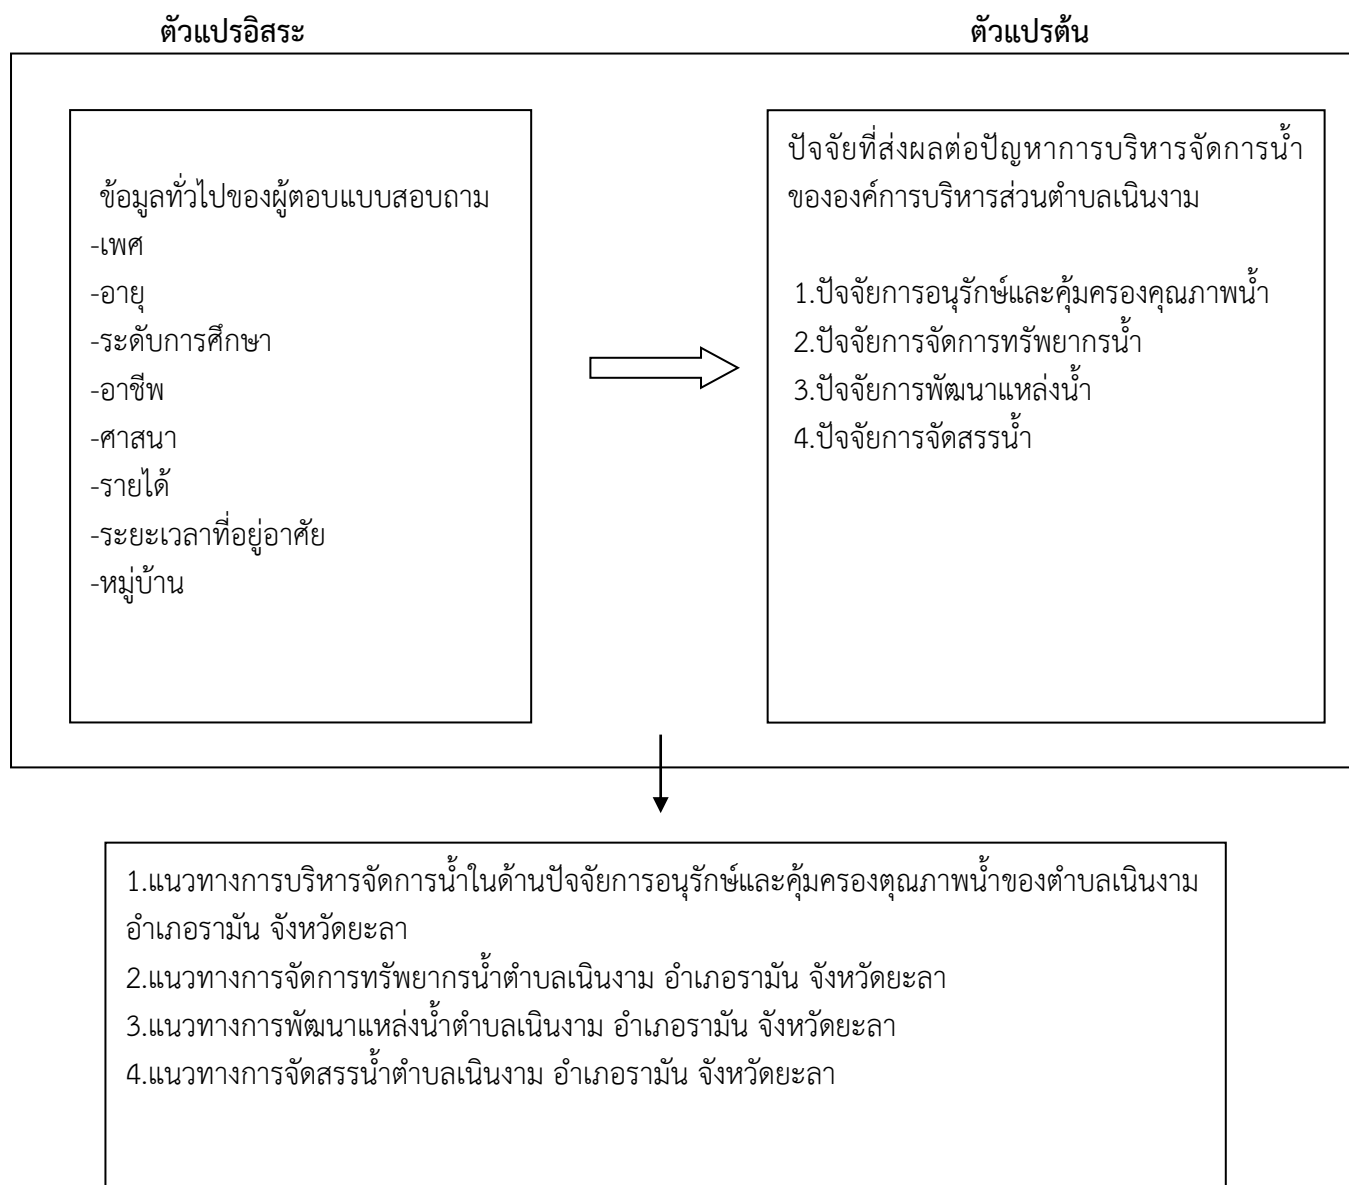 ตัวแปรอิสระ
ตัวแปรต้น
ข้อมูลทั่วไปของผู้ตอบแบบสอบถาม
-เพศ
-อายุ
-ระดับการศึกษา
-อาชีพ
-ศาสนา
-รายได้
-ระยะเวลาที่อยู่อาศัย
-หมู่บ้าน
ปัจจัยที่ส่งผลต่อปัญหาการบริหารจัดการน้ำ
ขององค์การบริหารส่วนตำบลเนินงาม
1.ปัจจัยการอนุรักษ์และคุ้มครองคุณภาพน้ำ
2.ปัจจัยการจัดการทรัพยากรน้ำ
3.ปัจจัยการพัฒนาแหล่งน้ำ
4.ปัจจัยการจัดสรรน้ำ
1.แนวทางการบริหารจัดการน้ำในด้านปัจจัยการอนุรักษ์และคุ้มครองตุณภาพน้ำของตำบลเนินงาม
อำเภอรามัน จังหวัดยะลา
2.แนวทางการจัดการทรัพยากรน้ำตำบลเนินงาม อำเภอรามัน จังหวัดยะลา
3.แนวทางการพัฒนาแหล่งน้ำตำบลเนินงาม อำเภอรามัน จังหวัดยะลา
4.แนวทางการจัดสรรน้ำตำบลเนินงาม อำเภอรามัน จังหวัดยะลา